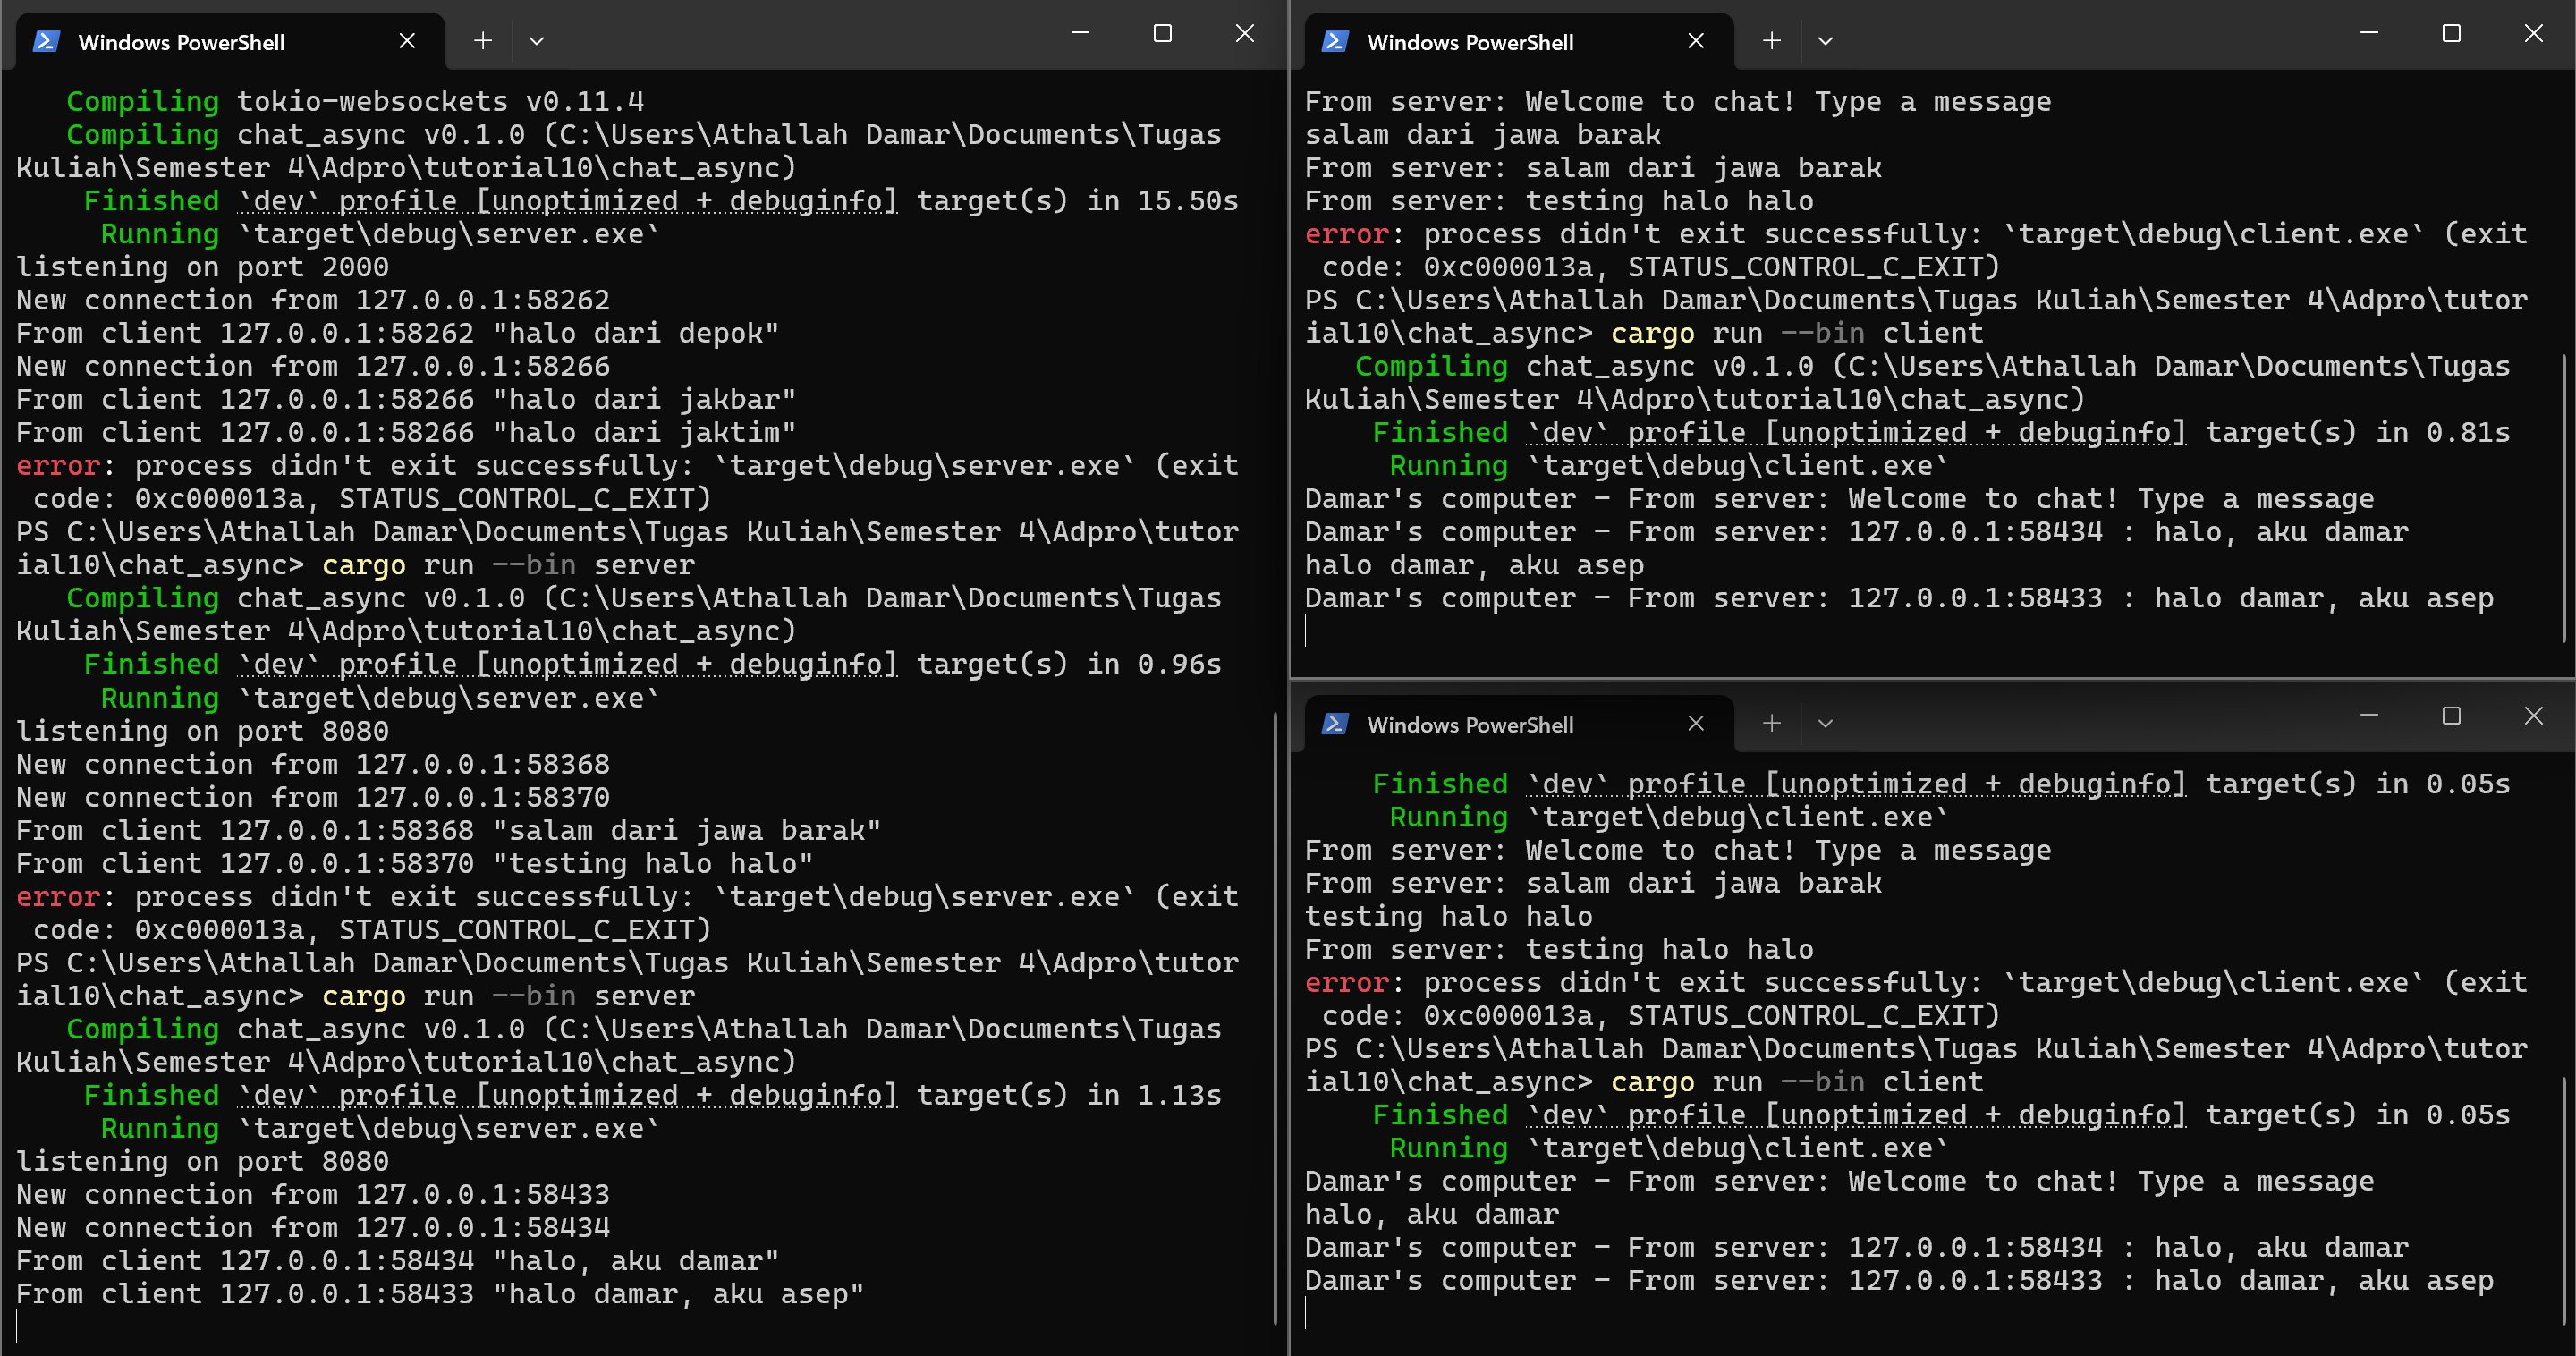 Windows PowerShell
   Compiling tokio-websockets v0.11.4
   Compiling chat_async v0.1.0 (C:\Users\Athallah Damar\Documents\Tugas
Kuliah\Semester 4\Adpro\tutorial10\chat_async)
    Finished `dev` profile [unoptimized + debuginfo] target(s) in 15.50s
     Running `target\debug\server.exe`
listening on port 2000
New connection from 127.0.0.1:58262
From client 127.0.0.1:58262 "halo dari depok"
New connection from 127.0.0.1:58266
From client 127.0.0.1:58266 "halo dari jakbar"
From client 127.0.0.1:58266 "halo dari jaktim"
error: process didn't exit successfully: `target\debug\server.exe` (exit
 code: 0xc000013a, STATUS_CONTROL_C_EXIT)
PS C:\Users\Athallah Damar\Documents\Tugas Kuliah\Semester 4\Adpro\tutor
ial10\chat_async> cargo run --bin server
   Compiling chat_async v0.1.0 (C:\Users\Athallah Damar\Documents\Tugas
Kuliah\Semester 4\Adpro\tutorial10\chat_async)
    Finished `dev` profile [unoptimized + debuginfo] target(s) in 0.96s
     Running `target\debug\server.exe`
listening on port 8080
New connection from 127.0.0.1:58368
New connection from 127.0.0.1:58370
From client 127.0.0.1:58368 "salam dari jawa barak"
From client 127.0.0.1:58370 "testing halo halo"
error: process didn't exit successfully: `target\debug\server.exe` (exit
 code: 0xc000013a, STATUS_CONTROL_C_EXIT)
PS C:\Users\Athallah Damar\Documents\Tugas Kuliah\Semester 4\Adpro\tutor
ial10\chat_async> cargo run --bin server
   Compiling chat_async v0.1.0 (C:\Users\Athallah Damar\Documents\Tugas
Kuliah\Semester 4\Adpro\tutorial10\chat_async)
    Finished `dev` profile [unoptimized + debuginfo] target(s) in 1.13s
     Running `target\debug\server.exe`
listening on port 8080
New connection from 127.0.0.1:58433
New connection from 127.0.0.1:58434
From client 127.0.0.1:58434 "halo, aku damar"
From client 127.0.0.1:58433 "halo damar, aku asep"
Windows PowerShell
From server: Welcome to chat! Type a message
salam dari jawa barak
From server: salam dari jawa barak
From server: testing halo halo
error: process didn't exit successfully: `target\debug\client.exe` (exit
 code: 0xc000013a, STATUS_CONTROL_C_EXIT)
PS C:\Users\Athallah Damar\Documents\Tugas Kuliah\Semester 4\Adpro\tutor
ial10\chat_async> cargo run --bin client
   Compiling chat_async v0.1.0 (C:\Users\Athallah Damar\Documents\Tugas
Kuliah\Semester 4\Adpro\tutorial10\chat_async)
    Finished `dev` profile [unoptimized + debuginfo] target(s) in 0.81s
     Running `target\debug\client.exe`
Damar's computer - From server: Welcome to chat! Type a message
Damar's computer - From server: 127.0.0.1:58434 : halo, aku damar
halo damar, aku asep
Damar's computer - From server: 127.0.0.1:58433 : halo damar, aku asep
Windows PowerShell
    Finished `dev` profile [unoptimized + debuginfo] target(s) in 0.05s
     Running `target\debug\client.exe`
From server: Welcome to chat! Type a message
From server: salam dari jawa barak
testing halo halo
From server: testing halo halo
error: process didn't exit successfully: `target\debug\client.exe` (exit
 code: 0xc000013a, STATUS_CONTROL_C_EXIT)
PS C:\Users\Athallah Damar\Documents\Tugas Kuliah\Semester 4\Adpro\tutor
ial10\chat_async> cargo run --bin client
    Finished `dev` profile [unoptimized + debuginfo] target(s) in 0.05s
     Running `target\debug\client.exe`
Damar's computer - From server: Welcome to chat! Type a message
halo, aku damar
Damar's computer - From server: 127.0.0.1:58434 : halo, aku damar
Damar's computer - From server: 127.0.0.1:58433 : halo damar, aku asep